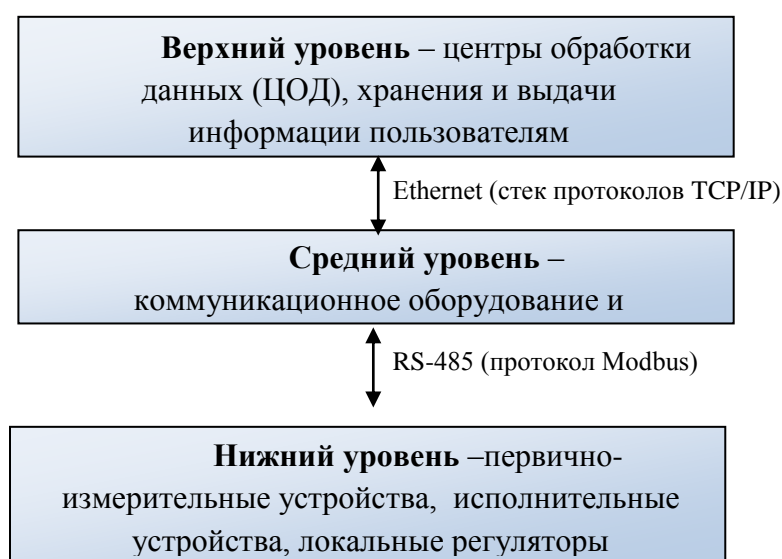 Верхний уровень – центры обработки
данных (ЦОД), хранения и выдачи
информации пользователям
Ethernet (стек протоколов TCP/IP)
Средний уровень –
коммуникационное оборудование и
RS-485 (протокол Modbus)
Нижний уровень –первично-
измерительные устройства, исполнительные
устройства, локальные регуляторы